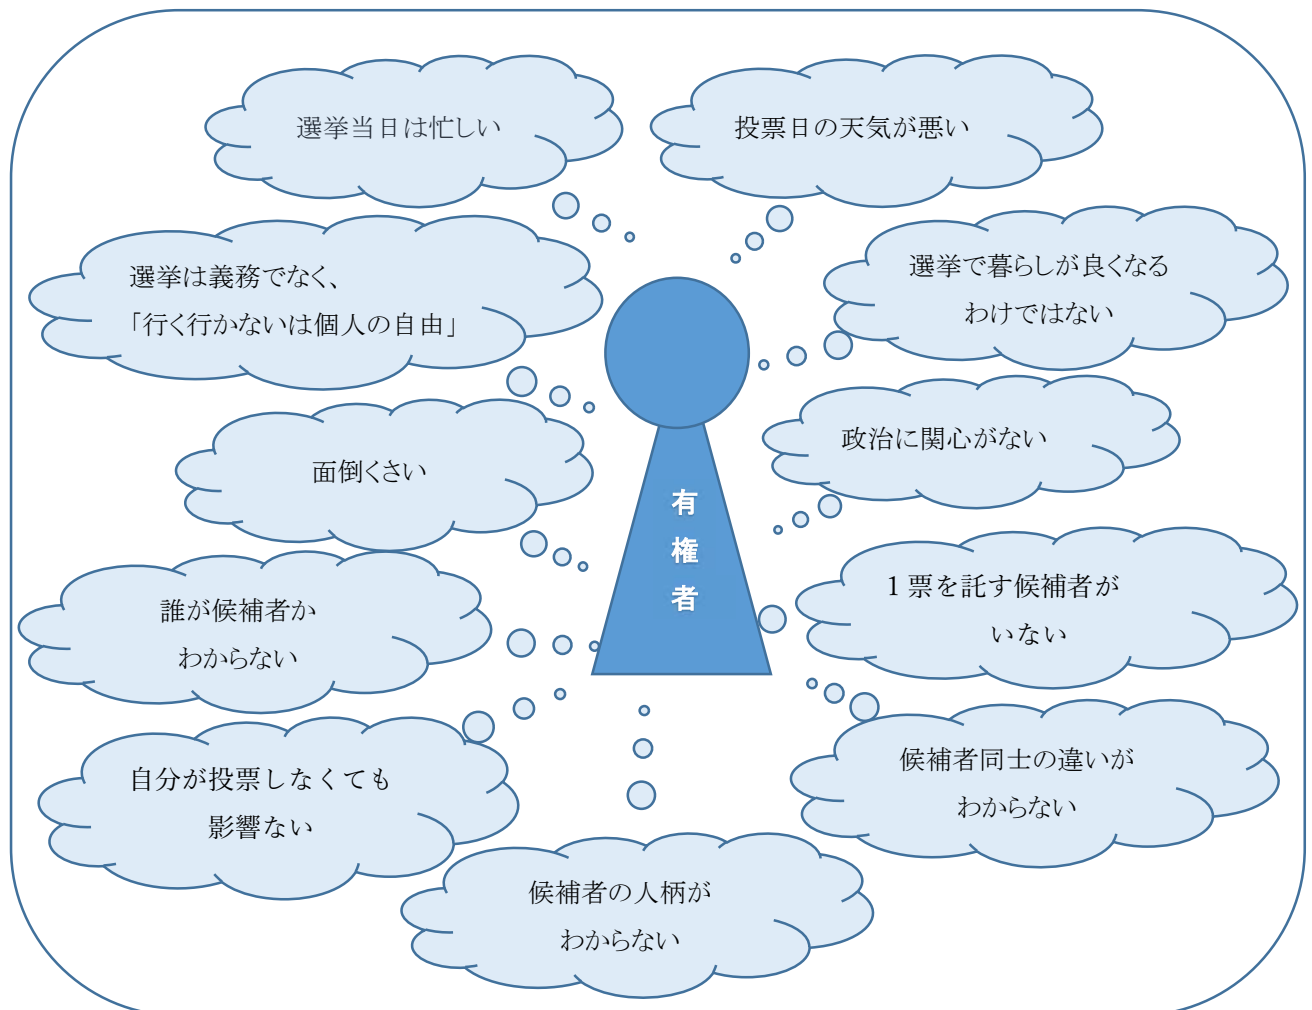 選挙当日は忙しい
投票日の天気が悪い
選挙は義務でなく、
「行く行かないは個人の自由」
選挙で暮らしが良くなる
わけではない
面倒くさい
政治に関心がない
有
権
者
誰が候補者か
わからない
1 票を託す候補者が
いない
自分が投票しなくても
影響ない
候補者同士の違いが
わからない
候補者の人柄が
わからない